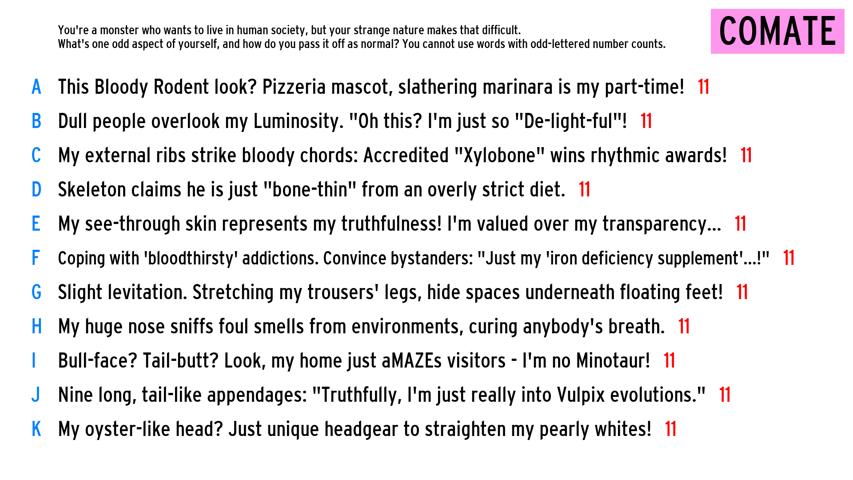 You're a monster who wants to live in human society, but your strange nature makes that difficult.
What's one odd aspect of yourself, and how do you pass it off as normal? You cannot use words with odd-lettered number counts.
COMATE
A This Bloody Rodent look? Pizzeria mascot, slathering marinara is my part-time! 11
B Dull people overlook my Luminosity. "Oh this? I'm just so "De-light-ful"! 11
C My external ribs strike bloody chords: Accredited "Xylobone" wins rhythmic awards! 11
D Skeleton claims he is just "bone-thin" from an overly strict diet. 11
E My see-through skin represents my truthfulness! I'm valued over my transparency... 11
F Coping with 'bloodthirsty' addictions. Convince bystanders: "Just my 'iron deficiency supplement'...!" 11
G Slight levitation. Stretching my trousers' legs, hide spaces underneath floating feet! 11
H My huge nose sniffs foul smells from environments, curing anybody's breath. 11
I Bull-face? Tail-butt? Look, my home just aMAZEs visitors - I'm no Minotaur! 11
J Nine long, tail-like appendages: "Truthfully, I'm just really into Vulpix evolutions." 11
K My oyster-like head? Just unique headgear to straighten my pearly whites! 11